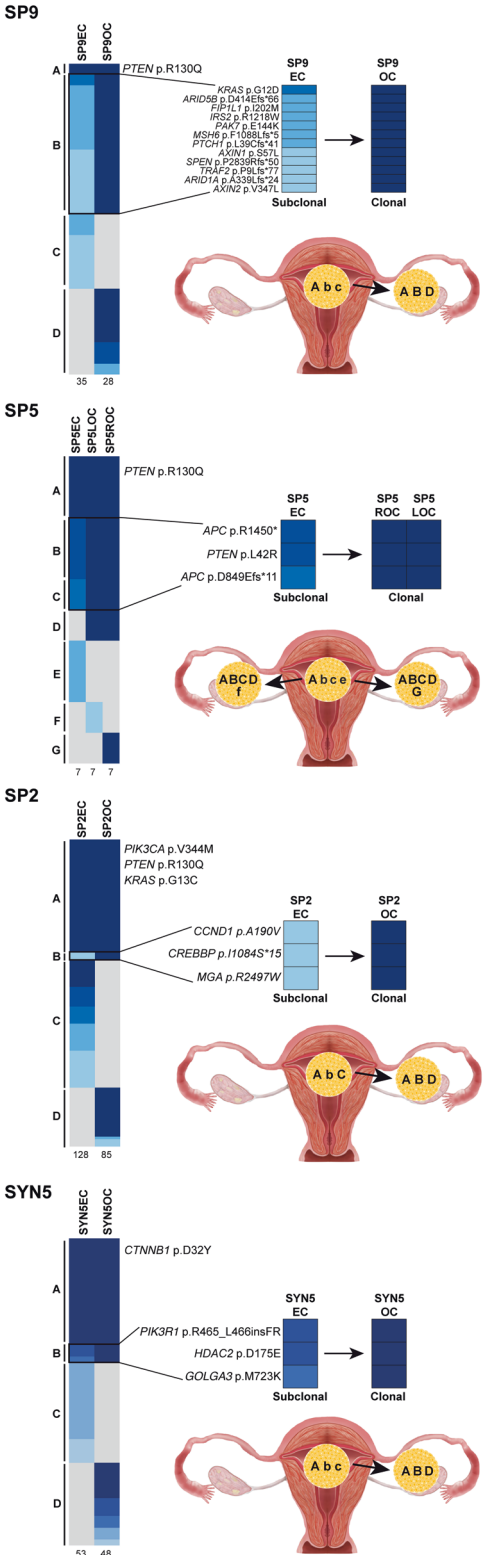 SP9
SP9EC
SP9OC
A
B
C
D
35
28
PTEN p.R130Q
KRAS p.G12D
ARID5B p.D414Efs*66
FIP1L1 p.I202M
IRS2 p.R1218W
PAK7 p.E144K
MSH6 p.F1088Lfs*5
PTCH1 p.L39Cfs*41
AXIN1 p.S57L
SPEN p.P2839Rfs*50
TRAF2 p.P9Lfs*77
ARID1A p.A339Lfs*24
AXIN2 p.V347L
SP9
EC
Subclonal
SP9
OC
Clonal
A b c
A B D
SP5
SP5EC
SP5LOC
SP5ROC
A
B
C
D
E
F
G
7
7
7
PTEN p.R130Q
APC p.R1450*
PTEN p.L42R
APC p.D849Efs*11
SP5
EC
Subclonal
SP5
ROC
SP5
LOC
Clonal
ABCD
f
A b c e
ABCD
G
SP2
SP2EC
SP2OC
A
B
C
D
128
85
PIK3CA p.V344M
PTEN p.R130Q
KRAS p.G13C
CCND1 p.A190V
CREBBP p.I1084S*15
MGA p.R2497W
SP2
EC
Subclonal
SP2
OC
Clonal
A b C
A B D
SYN5
SYN5EC
SYN5OC
A
B
C
D
53
48
CTNNB1 p.D32Y
PIK3R1 p.R465_L466insFR
HDAC2 p.D175E
GOLGA3 p.M723K
SYN5
EC
Subclonal
SYN5
OC
Clonal
A b c
A B D